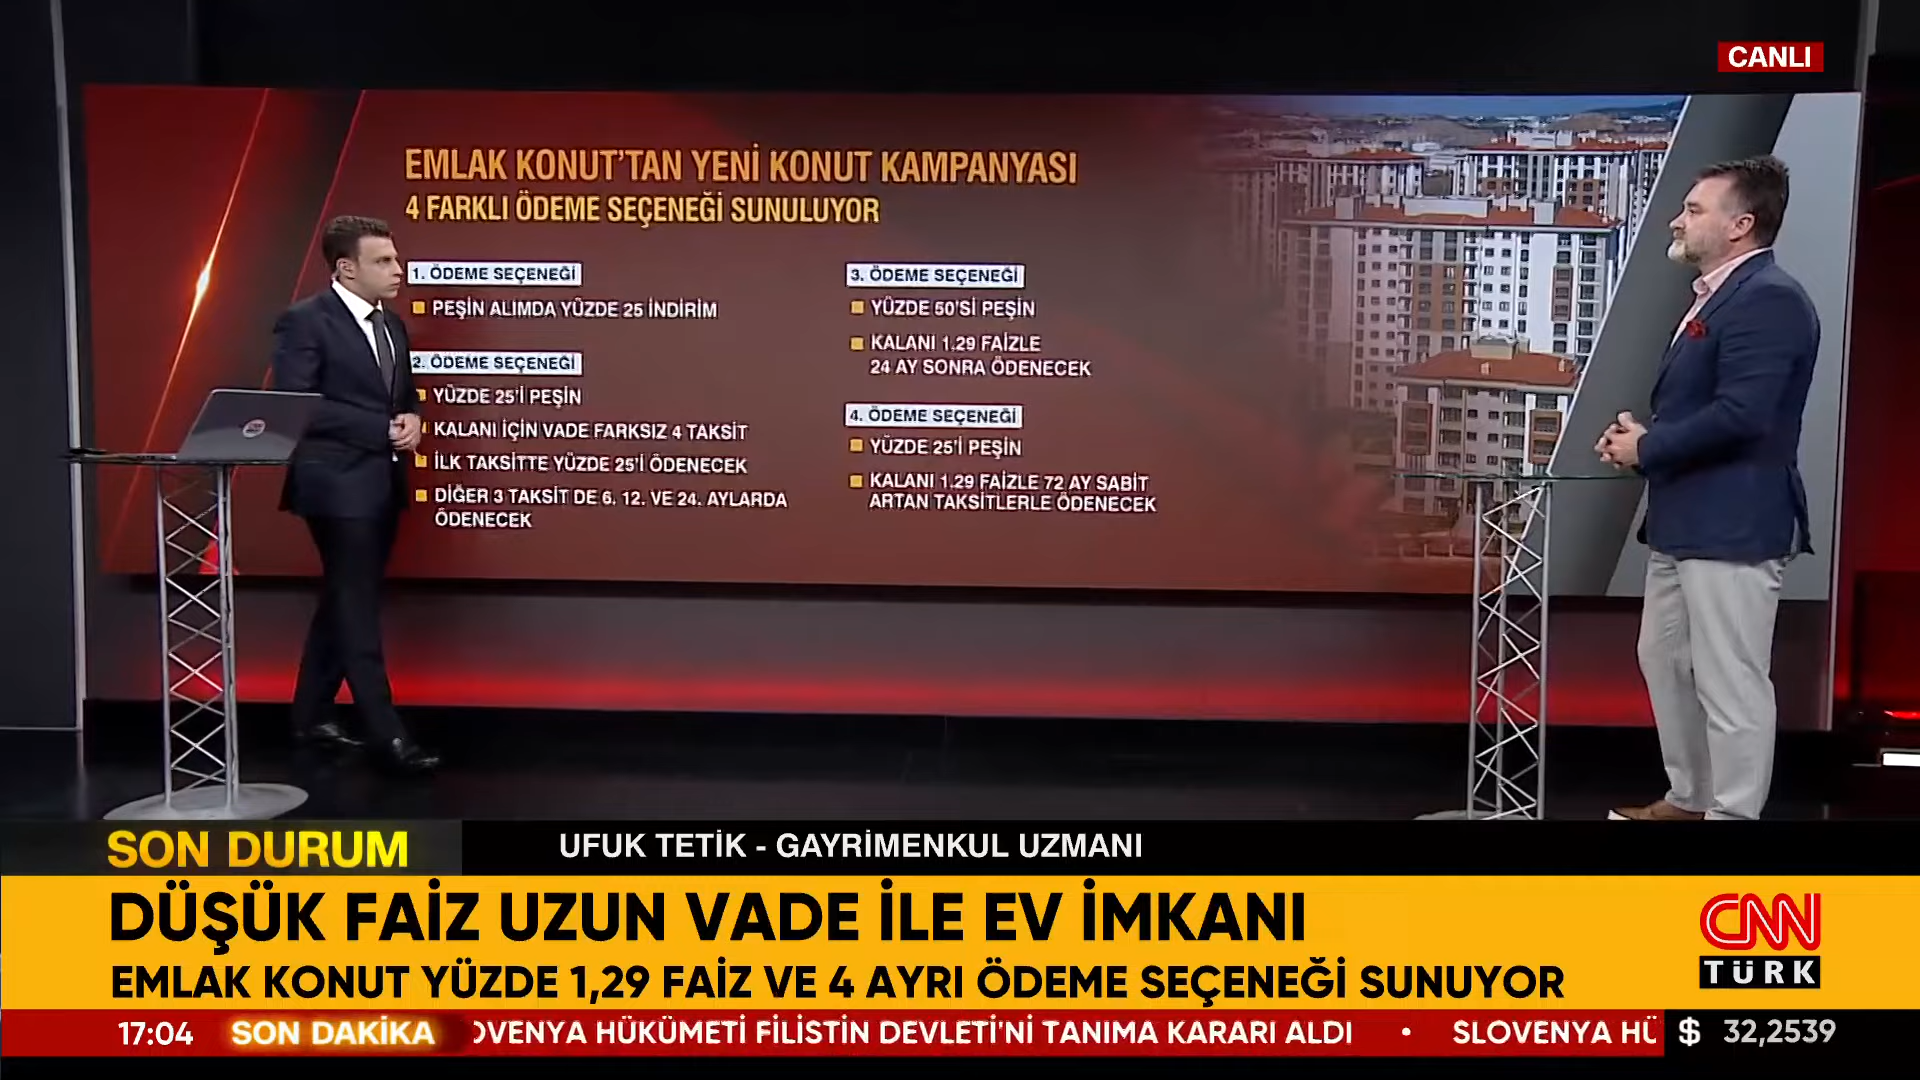 CANLI
EMLAK KONUT'TAN YENİ KONUT KAMPANYASI
4 FARKLI ÖDEME SEÇENEĞİ SUNULUYOR
1. ÖDEME SEÇENEĞİ
PEŞİN ALIMDA YÜZDE 25 İNDİRİM
2. ÖDEME SEÇENEĞİ
YÜZDE 25'İ PEŞİN
KALANI İÇİN VADE FARKSIZ 4 TAKSİT
İLK TAKSİTTE YÜZDE 25'İ ÖDENECEK
DİĞER 3 TAKSİT DE 6. 12. VE 24. AYLARDA
ÖDENECEK
3. ÖDEME SEÇENEĞİ
YÜZDE 50'Sİ PEŞİN
KALANI 1.29 FAİZLE
24 AY SONRA ÖDENECEK
4. ÖDEME SEÇENEĞİ
YÜZDE 25'İ PEŞİN
KALANI 1.29 FAİZLE 72 AY SABİT
ARTAN TAKSİTLERLE ÖDENECEK
CNN
SON DURUM
UFUK TETİK - GAYRİMENKUL UZMANI
DÜŞÜK FAİZ UZUN VADE İLE EV İMKANI
EMLAK KONUT YÜZDE 1,29 FAİZ VE 4 AYRI ÖDEME SEÇENEĞİ SUNUYOR
CNN
TÜRK
17:04 SON DAKİKA OVENYA HÜKÜMETİ FİLİSTİN DEVLETİ'Nİ TANIMA KARARI ALDI • SLOVENYA HÜ $ 32,2539